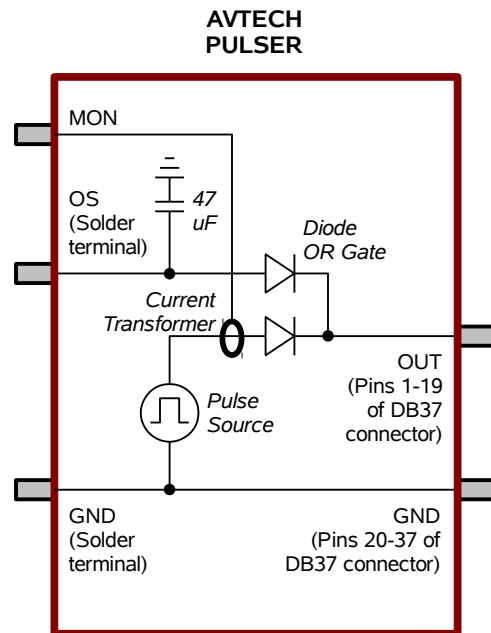 AVTECH
PULSER
MON
OS
(Solder
terminal)
47
uF
Diode
OR Gate
Current
Transformer
OUT
(Pins 1-19
of DB37
connector)
Pulse
Source
GND
(Solder
terminal)
GND
(Pins 20-37 of
DB37 connector)